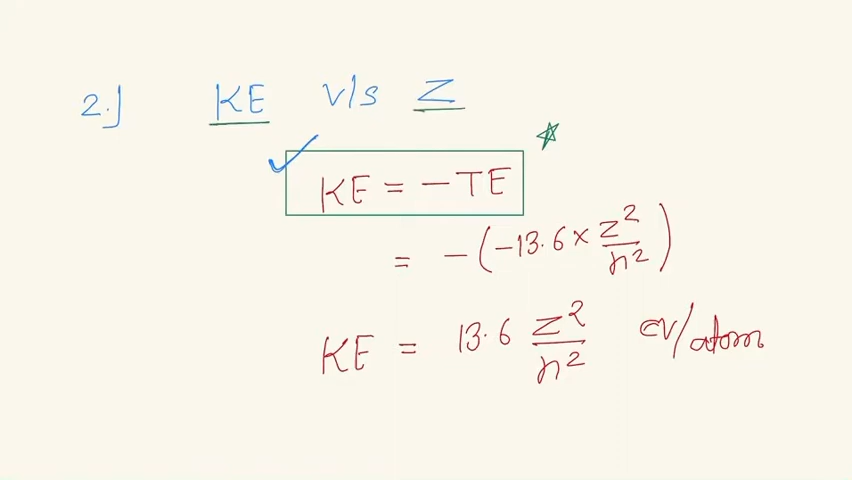 2.) KE v/s Z
KE = -TE
= -(-13.6 × Z²/n²)
KE = 13.6 Z²/n² eV/atom